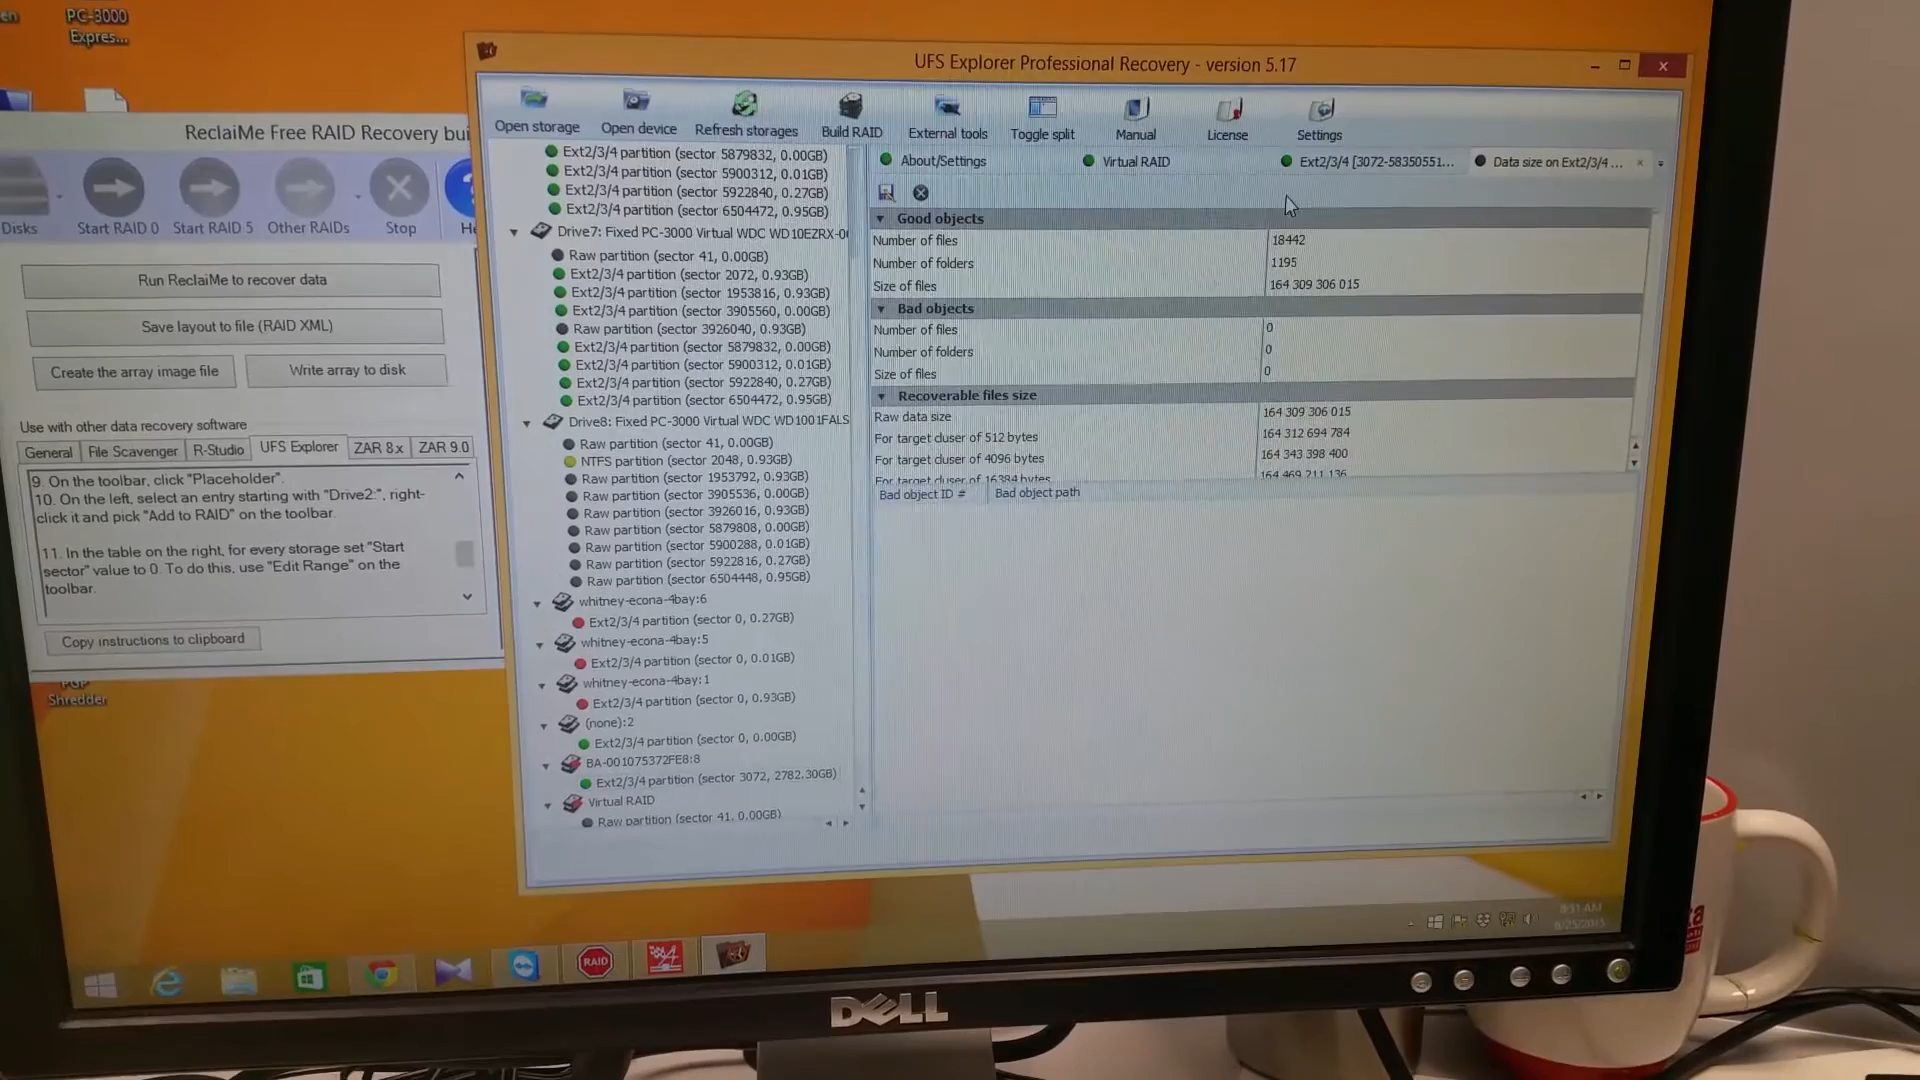 en
PC-3000
Expres...
ReclaiMe Free RAID Recovery bui
Disks
Start RAID 0
Start RAID 5
Other RAIDs
Stop
He
Run ReclaiMe to recover data
Save layout to file (RAID XML)
Create the array image file
Write array to disk
Use with other data recovery software
General
File Scavenger
R-Studio
UFS Explorer
ZAR 8.x
ZAR 9.0
9. On the toolbar, click "Placeholder".
10. On the left, select an entry starting with "Drive2:", right-
click it and pick "Add to RAID" on the toolbar.
11. In the table on the right, for every storage set "Start
sector" value to 0. To do this, use "Edit Range" on the
toolbar.
Copy instructions to clipboard
Shredder
UFS Explorer Professional Recovery - version 5.17
Open storage
Open device
Refresh storages
Build RAID
External tools
Toggle split
Manual
License
Settings
Ext2/3/4 partition (sector 5879832, 0.00GB)
Ext2/3/4 partition (sector 5900312, 0.01GB)
Ext2/3/4 partition (sector 5922840, 0.27GB)
Ext2/3/4 partition (sector 6504472, 0.95GB)
Drive7: Fixed PC-3000 Virtual WDC WD10EZRX-0
Raw partition (sector 41, 0.00GB)
Ext2/3/4 partition (sector 2072, 0.93GB)
Ext2/3/4 partition (sector 1953816, 0.93GB)
Ext2/3/4 partition (sector 3905560, 0.00GB)
Raw partition (sector 3926040, 0.93GB)
Ext2/3/4 partition (sector 5879832, 0.00GB)
Ext2/3/4 partition (sector 5900312, 0.01GB)
Ext2/3/4 partition (sector 5922840, 0.27GB)
Ext2/3/4 partition (sector 6504472, 0.95GB)
Drive8: Fixed PC-3000 Virtual WDC WD1001FALS
Raw partition (sector 41, 0.00GB)
NTFS partition (sector 2048, 0.93GB)
Raw partition (sector 1953792, 0.93GB)
Raw partition (sector 3905536, 0.00GB)
Raw partition (sector 3926016, 0.93GB)
Raw partition (sector 5879808, 0.00GB)
Raw partition (sector 5900288, 0.01GB)
Raw partition (sector 5922816, 0.27GB)
Raw partition (sector 6504448, 0.95GB)
whitney-econa-4bay:6
Ext2/3/4 partition (sector 0, 0.27GB)
whitney-econa-4bay:5
Ext2/3/4 partition (sector 0, 0.01GB)
whitney-econa-4bay:1
Ext2/3/4 partition (sector 0, 0.93GB)
(none):2
Ext2/3/4 partition (sector 0, 0.00GB)
BA-001075372FE8:8
Ext2/3/4 partition (sector 3072, 2782.30GB)
Virtual RAID
Raw partition (sector 41, 0.00GB)
About/Settings
Virtual RAID
Ext2/3/4 [3072-58350551...
Data size on Ext2/3/4 ...
Good objects
Number of files 18442
Number of folders 1195
Size of files 164 309 306 015
Bad objects
Number of files 0
Number of folders 0
Size of files 0
Recoverable files size
Raw data size 164 309 306 015
For target cluser of 512 bytes 164 312 694 784
For target cluser of 4096 bytes 164 343 398 400
For target cluser of 16384 bytes 164 469 211 136
Bad object ID #
Bad object path
RAID
8:51 AM
DELL